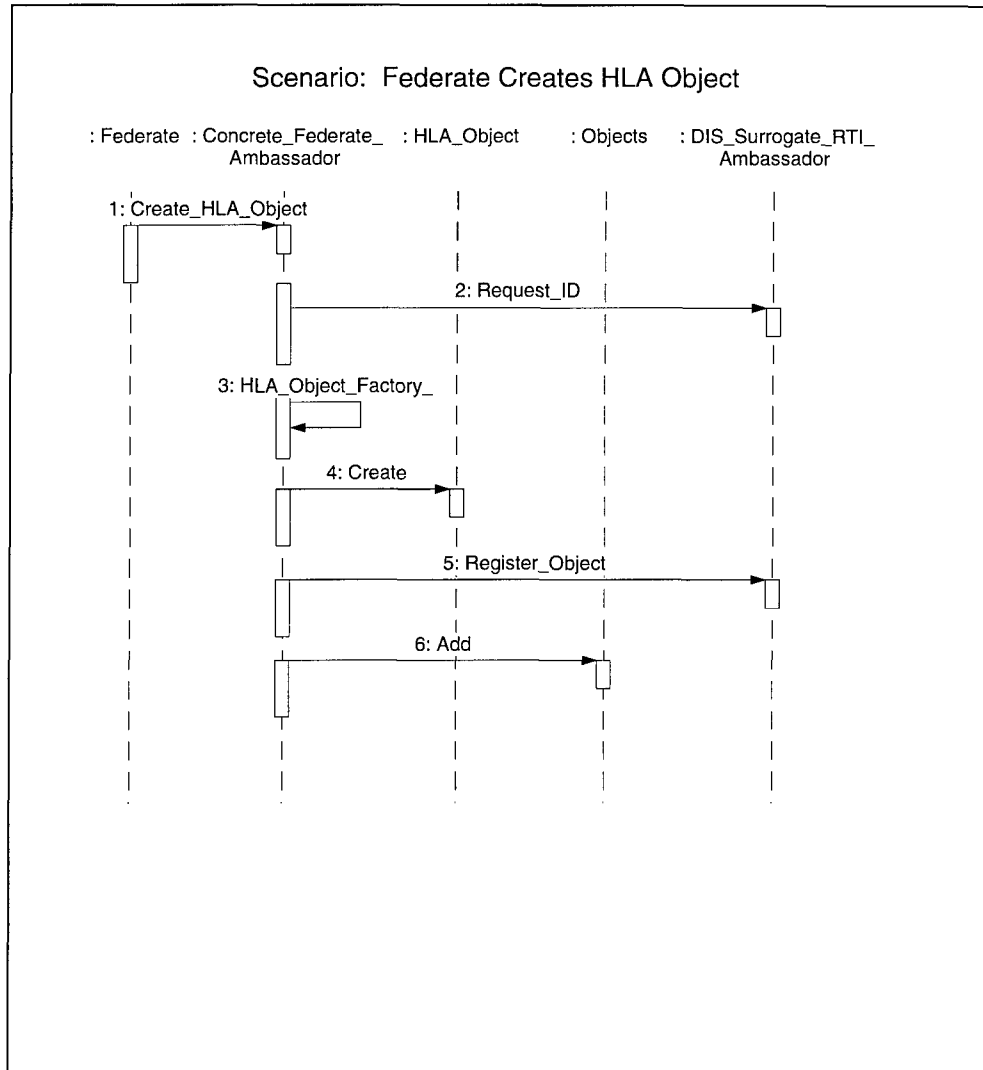 Scenario: Federate Creates HLA Object
: Federate : Concrete_Federate_ : HLA_Object : Objects : DIS_Surrogate_RTI_
Ambassador Ambassador
1: Create_HLA_Object
2: Request_ID
3: HLA_Object_Factory_
4: Create
5: Register_Object
6: Add